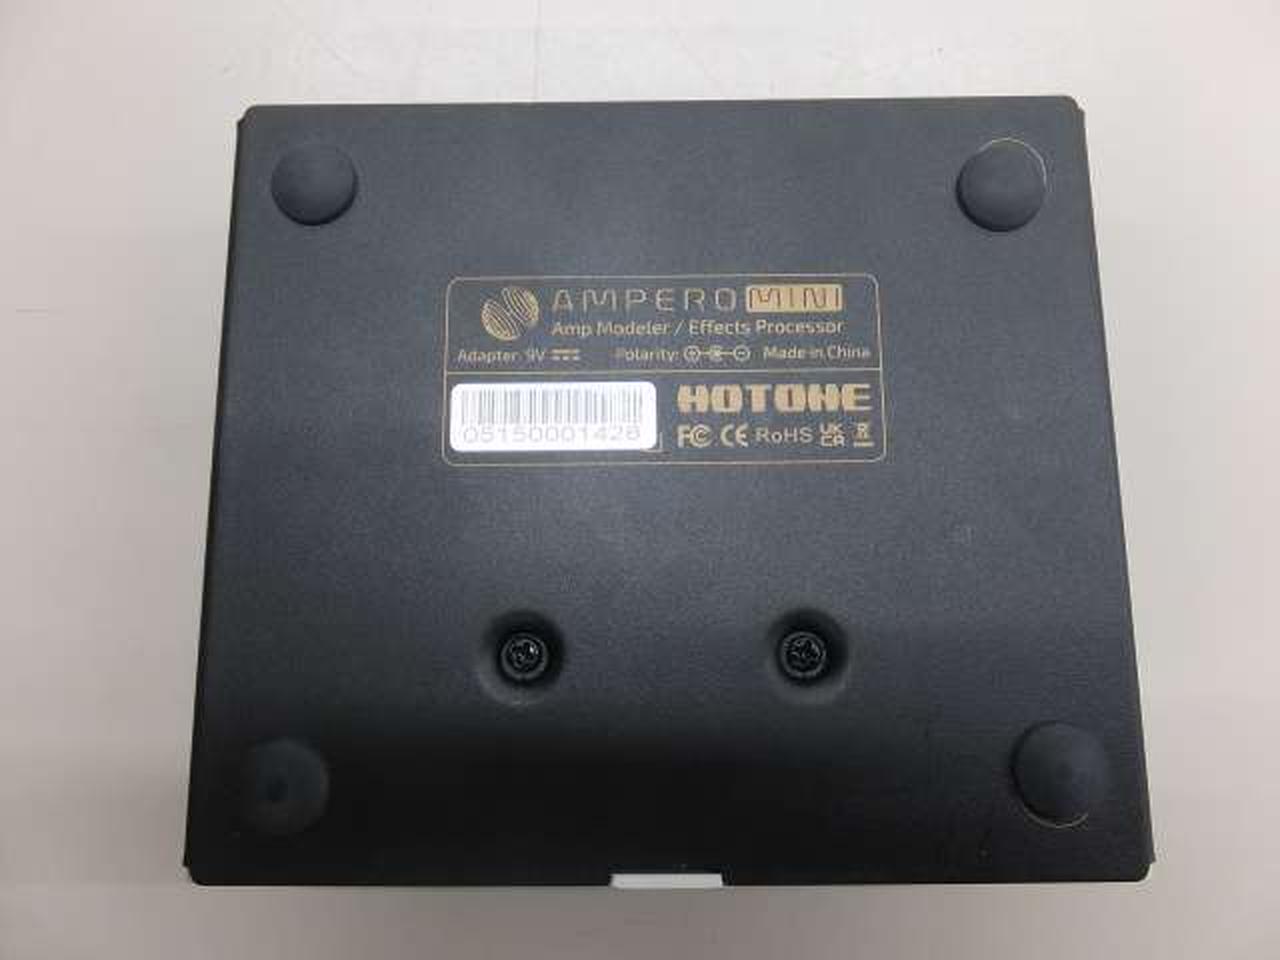 AMPERO MINI
Amp Modeler / Effects Processor
Adapter: 9V Polarity: Made in China
05150001426
HOTONE
FC CE RoHS UK CA